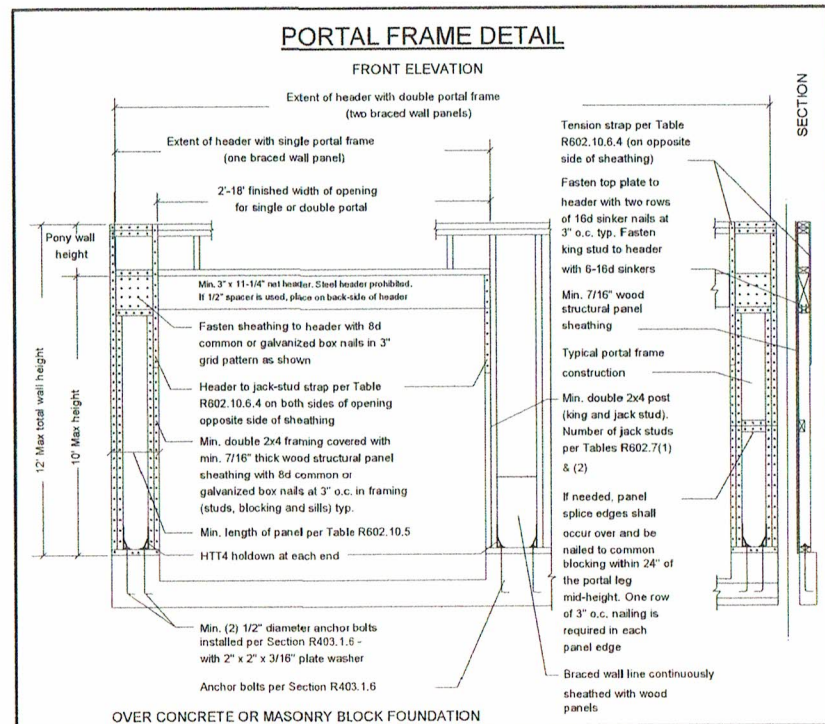 PORTAL FRAME DETAIL
FRONT ELEVATION
Extent of header with double portal frame
(two braced wall panels)
Extent of header with single portal frame
(one braced wall panel)
2'-18' finished width of opening
for single or double portal
Pony wall
height
12' Max total wall height
10' Max height
Min. 3" x 11-1/4" net header. Steel header prohibited.
If 1/2" spacer is used, place on back-side of header
Fasten sheathing to header with 8d
common or galvanized box nails in 3"
grid pattern as shown
Header to jack-stud strap per Table
R602.10.6.4 on both sides of opening
opposite side of sheathing
Min. double 2x4 framing covered with
min. 7/16" thick wood structural panel
sheathing with 8d common or
galvanized box nails at 3" o.c. in framing
(studs, blocking and sills) typ.
Min. length of panel per Table R602.10.5
HTT4 holdown at each end
Min. (2) 1/2" diameter anchor bolts
installed per Section R403.1.6 -
with 2" x 2" x 3/16" plate washer
Anchor bolts per Section R403.1.6
OVER CONCRETE OR MASONRY BLOCK FOUNDATION
Tension strap per Table
R602.10.6.4 (on opposite
side of sheathing)
Fasten top plate to
header with two rows
of 16d sinker nails at
3" o.c. typ. Fasten
king stud to header
with 6-16d sinkers
Min. 7/16" wood
structural panel
sheathing
Typical portal frame
construction
Min. double 2x4 post
(king and jack stud).
Number of jack studs
per Tables R602.7(1)
& (2)
If needed, panel
splice edges shall
occur over and be
nailed to common
blocking within 24" of
the portal leg
mid-height. One row
of 3" o.c. nailing is
required in each
panel edge
Braced wall line continuously
sheathed with wood
panels
SECTION